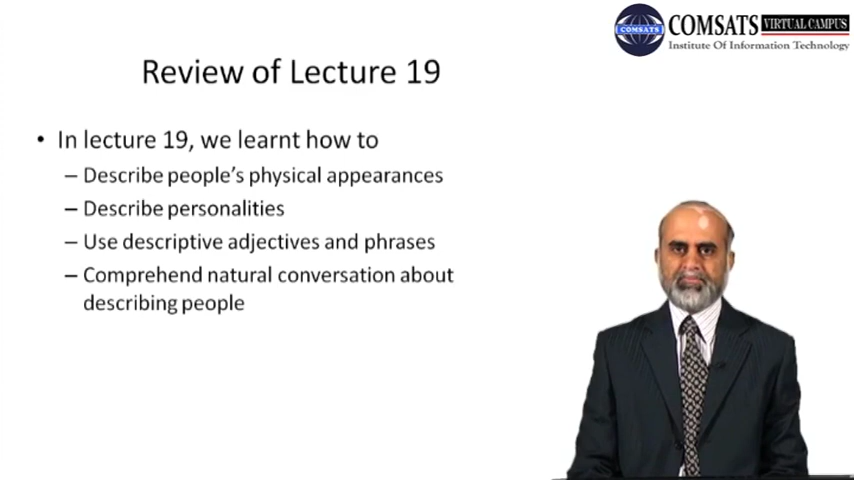 COMSATS VIRTUAL CAMPUS
COMSATS
Institute Of Information Technology
Review of Lecture 19
• In lecture 19, we learnt how to
– Describe people's physical appearances
– Describe personalities
– Use descriptive adjectives and phrases
– Comprehend natural conversation about
describing people